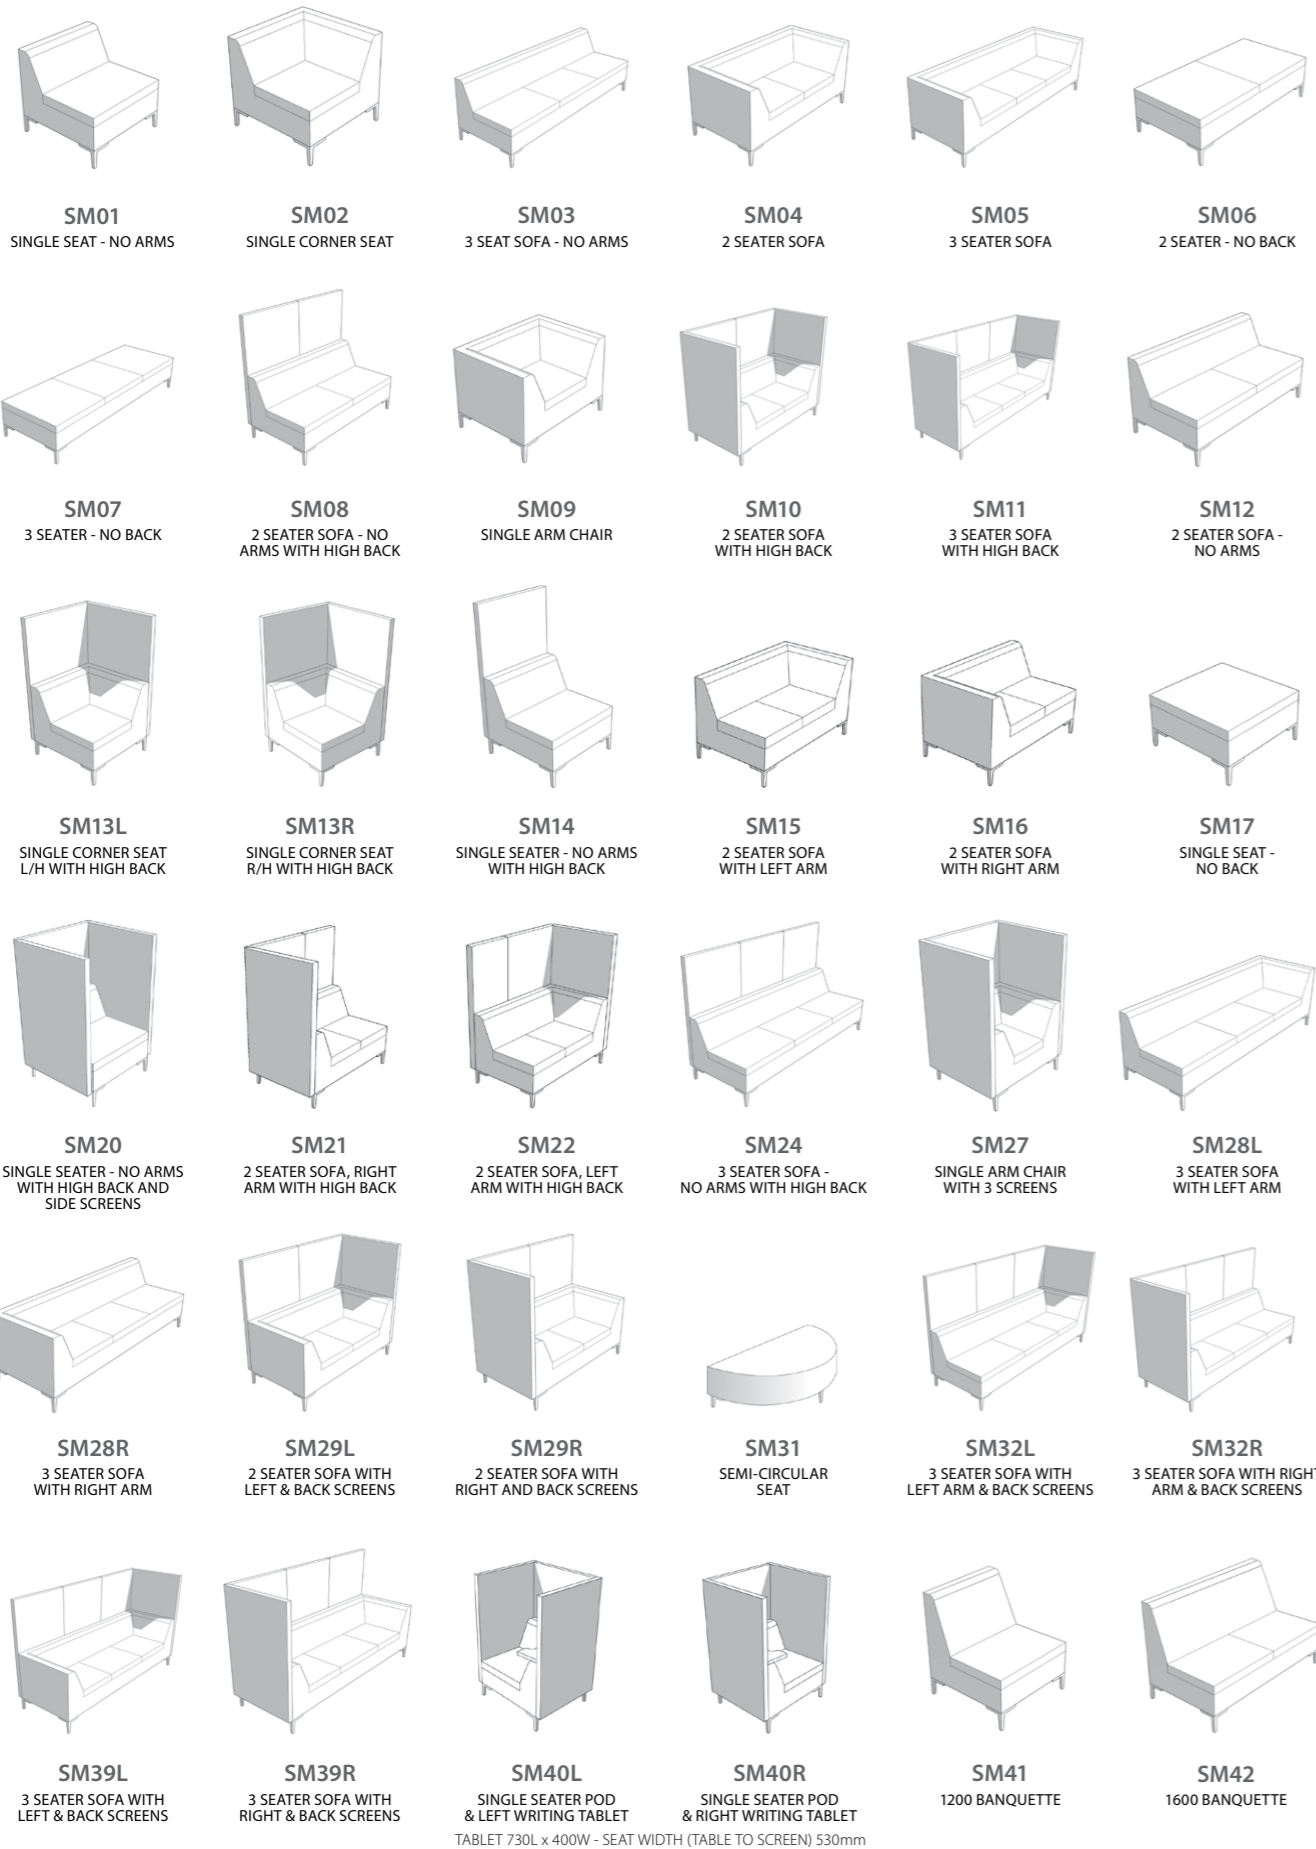 SM01
SINGLE SEAT - NO ARMS
SM02
SINGLE CORNER SEAT
SM03
3 SEAT SOFA - NO ARMS
SM04
2 SEATER SOFA
SM05
3 SEATER SOFA
SM06
2 SEATER - NO BACK
SM07
3 SEATER - NO BACK
SM08
2 SEATER SOFA - NO
ARMS WITH HIGH BACK
SM09
SINGLE ARM CHAIR
SM10
2 SEATER SOFA
WITH HIGH BACK
SM11
3 SEATER SOFA
WITH HIGH BACK
SM12
2 SEATER SOFA -
NO ARMS
SM13L
SINGLE CORNER SEAT
L/H WITH HIGH BACK
SM13R
SINGLE CORNER SEAT
R/H WITH HIGH BACK
SM14
SINGLE SEATER - NO ARMS
WITH HIGH BACK
SM15
2 SEATER SOFA
WITH LEFT ARM
SM16
2 SEATER SOFA
WITH RIGHT ARM
SM17
SINGLE SEAT -
NO BACK
SM20
SINGLE SEATER - NO ARMS
WITH HIGH BACK AND
SIDE SCREENS
SM21
2 SEATER SOFA, RIGHT
ARM WITH HIGH BACK
SM22
2 SEATER SOFA, LEFT
ARM WITH HIGH BACK
SM24
3 SEATER SOFA -
NO ARMS WITH HIGH BACK
SM27
SINGLE ARM CHAIR
WITH 3 SCREENS
SM28L
3 SEATER SOFA
WITH LEFT ARM
SM28R
3 SEATER SOFA
WITH RIGHT ARM
SM29L
2 SEATER SOFA WITH
LEFT & BACK SCREENS
SM29R
2 SEATER SOFA WITH
RIGHT AND BACK SCREENS
SM31
SEMI-CIRCULAR
SEAT
SM32L
3 SEATER SOFA WITH
LEFT ARM & BACK SCREENS
SM32R
3 SEATER SOFA WITH RIGHT
ARM & BACK SCREENS
SM39L
3 SEATER SOFA WITH
LEFT & BACK SCREENS
SM39R
3 SEATER SOFA WITH
RIGHT & BACK SCREENS
SM40L
SINGLE SEATER POD
& LEFT WRITING TABLET
SM40R
SINGLE SEATER POD
& RIGHT WRITING TABLET
TABLET 730L x 400W - SEAT WIDTH (TABLE TO SCREEN) 530mm
SM41
1200 BANQUETTE
SM42
1600 BANQUETTE